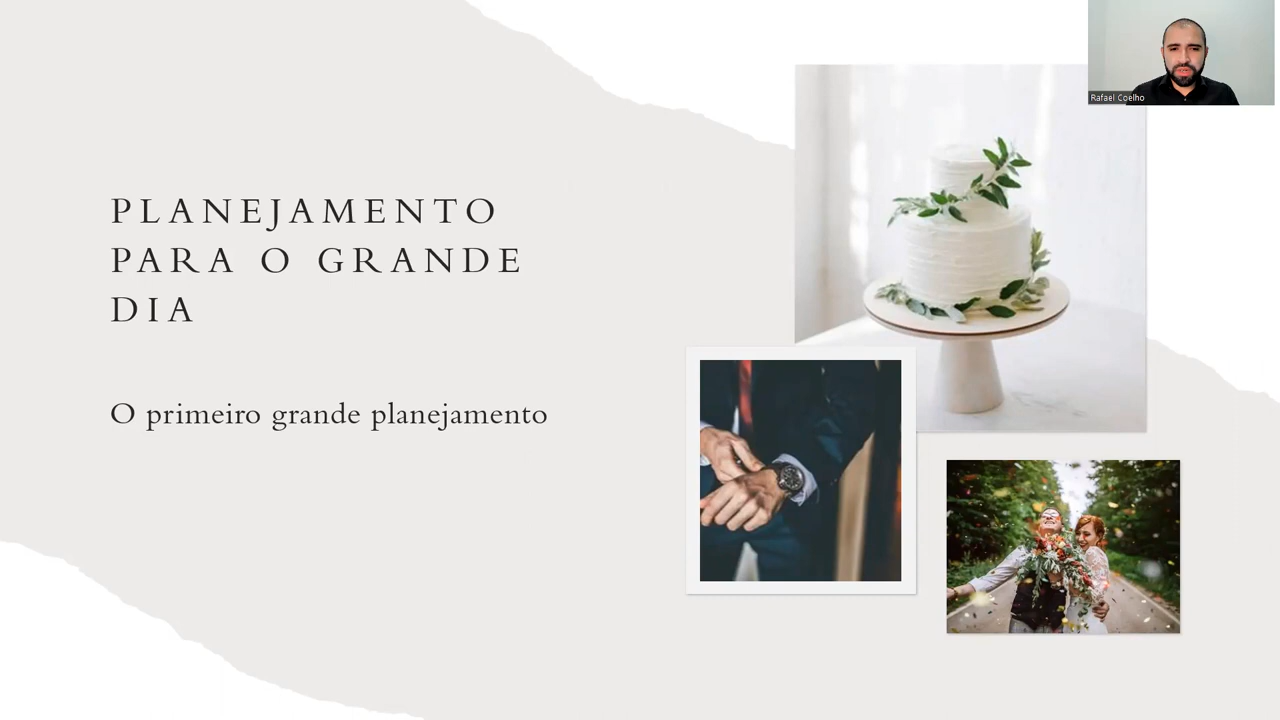 PLANEJAMENTO
PARA O GRANDE
DIA
O primeiro grande planejamento
Rafael Coelho